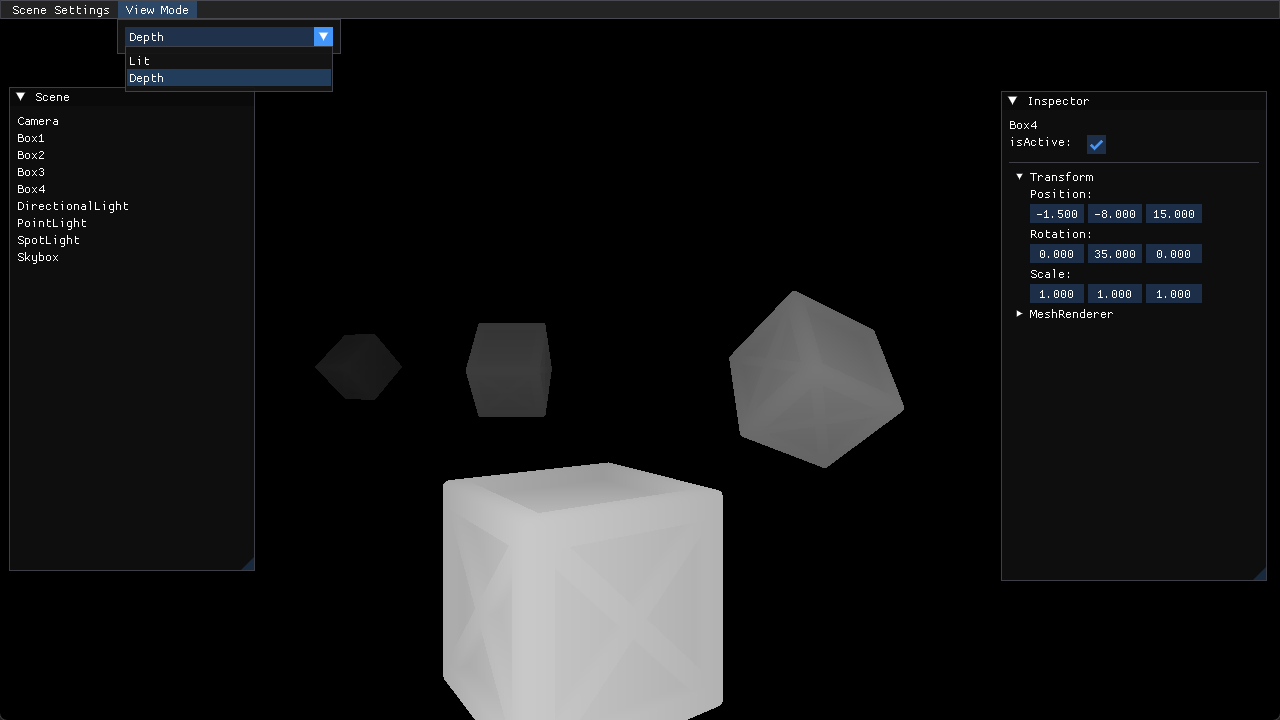 Scene Settings View Mode
Depth
Lit
Depth
Scene
Camera
Box1
Box2
Box3
Box4
DirectionalLight
PointLight
SpotLight
Skybox
Inspector
Box4
isActive:
Transform
Position:
-1.500 -8.000 15.000
Rotation:
0.000 35.000 0.000
Scale:
1.000 1.000 1.000
MeshRenderer